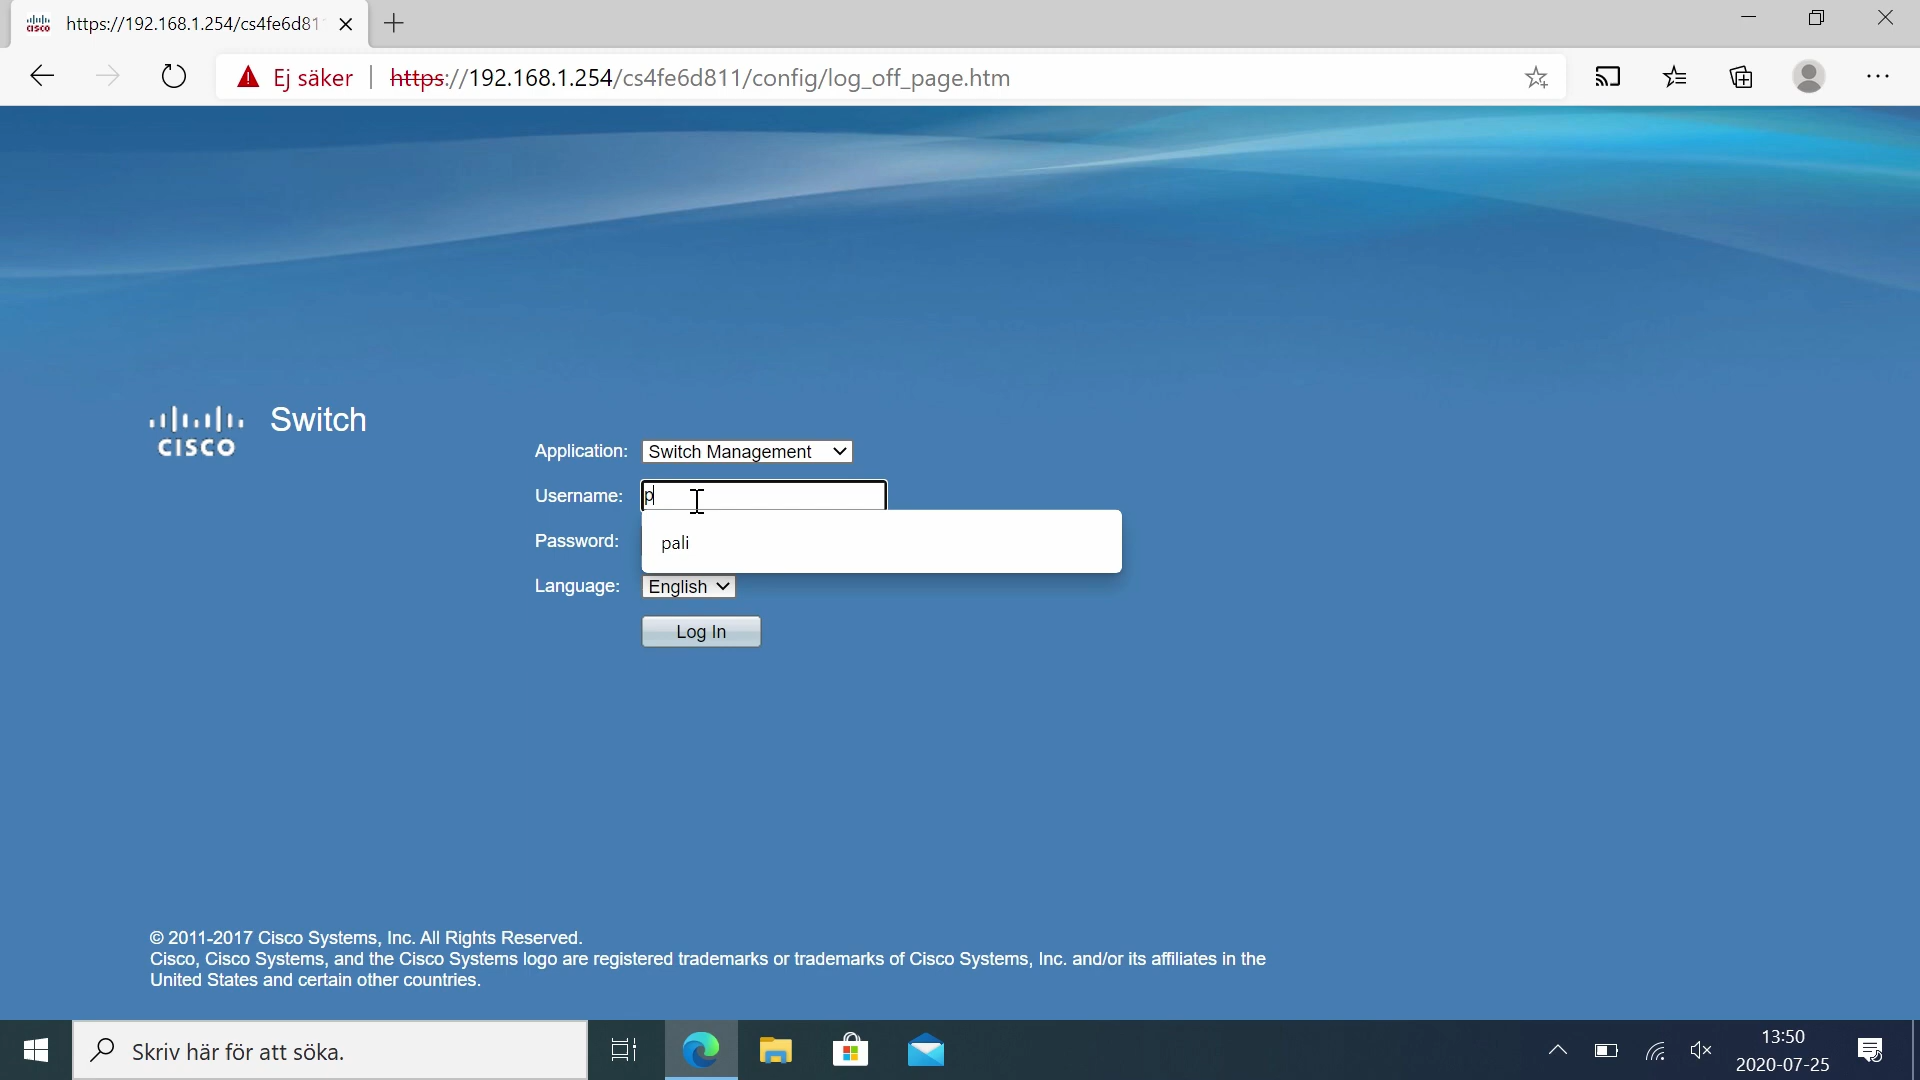 https://192.168.1.254/cs4fe6d81
Ej säker
https://192.168.1.254/cs4fe6d811/config/log_off_page.htm
CISCO
Switch
Application: Switch Management
Username: p
pali
Password:
Language: English
Log In
© 2011-2017 Cisco Systems, Inc. All Rights Reserved.
Cisco, Cisco Systems, and the Cisco Systems logo are registered trademarks or trademarks of Cisco Systems, Inc. and/or its affiliates in the
United States and certain other countries.
Skriv här för att söka.
13:50
2020-07-25